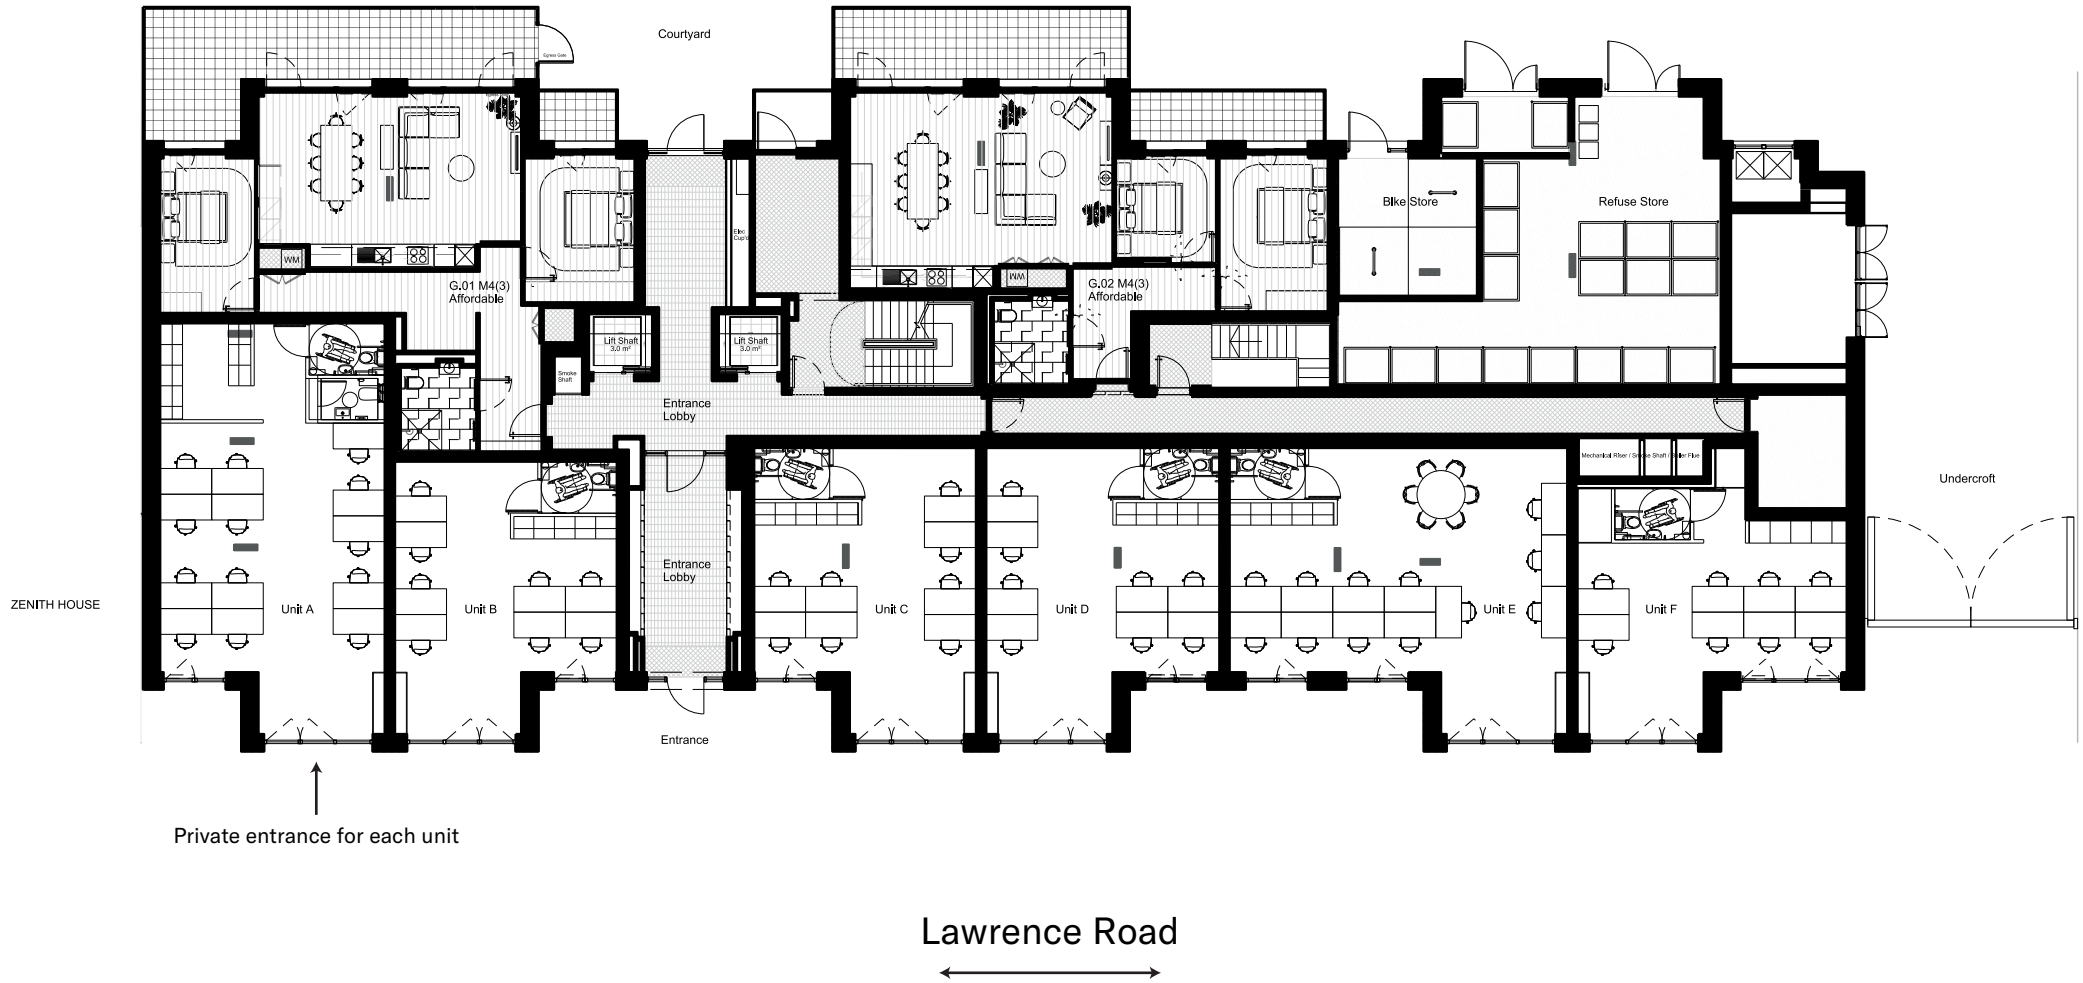 Courtyard
Egress Gate
Bike Store
Refuse Store
Elec
Cup'd
WM
G.01 M4(3)
Affordable
WM
G.02 M4(3)
Affordable
Lift Shaft
3.0 m²
Lift Shaft
3.0 m²
Smoke
Shaft
Entrance
Lobby
Mechanical Riser / Smoke Shaft / Boiler Flue
Undercroft
Entrance
Lobby
ZENITH HOUSE
Unit A
Unit B
Unit C
Unit D
Unit E
Unit F
Entrance
Private entrance for each unit
Lawrence Road